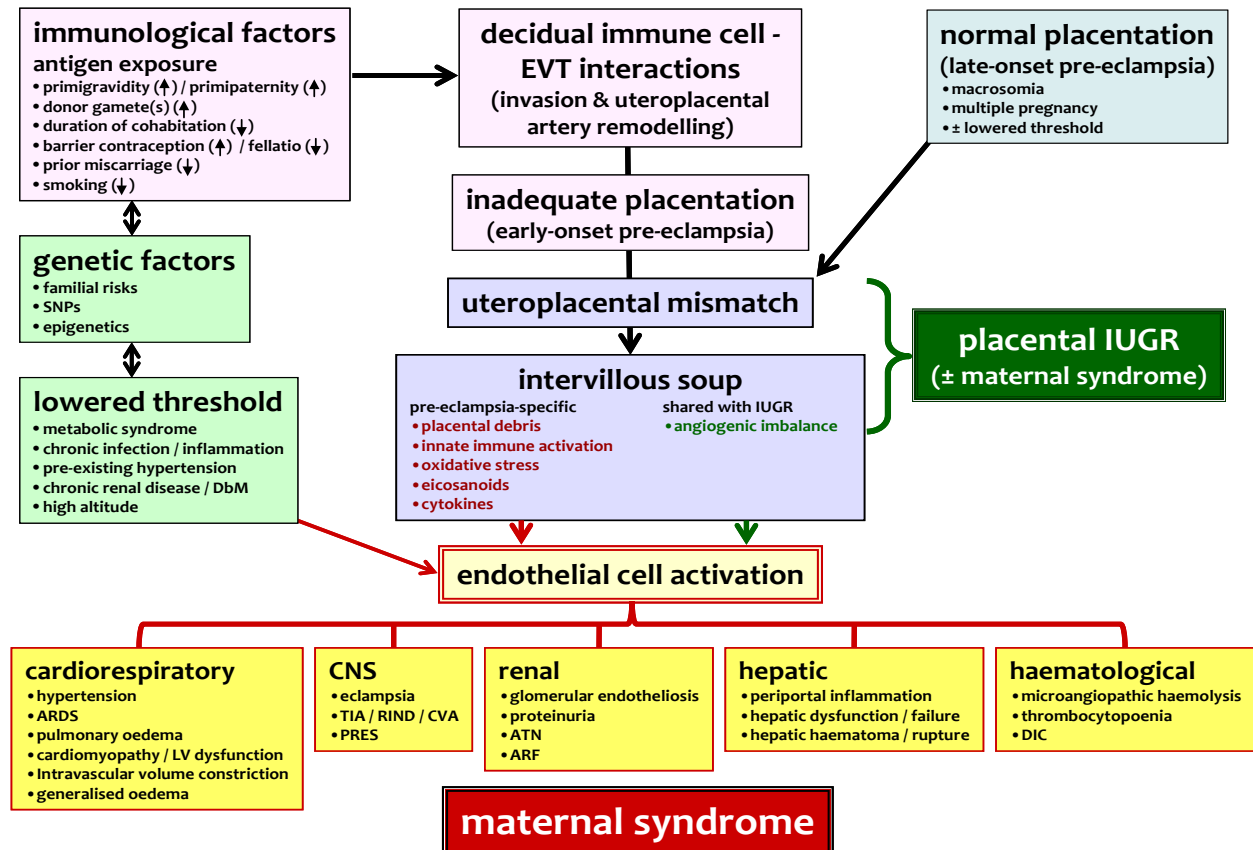 immunological factors
antigen exposure
• primigravidity (↑) / primipaternity (↑)
• donor gamete(s) (↑)
• duration of cohabitation (↓)
• barrier contraception (↑) / fellatio (↓)
• prior miscarriage (↓)
• smoking (↓)
decidual immune cell -
EVT interactions
(invasion & uteroplacental
artery remodelling)
normal placentation
(late-onset pre-eclampsia)
• macrosomia
• multiple pregnancy
• ± lowered threshold
inadequate placentation
(early-onset pre-eclampsia)
genetic factors
• familial risks
• SNPs
• epigenetics
uteroplacental mismatch
placental IUGR
(± maternal syndrome)
lowered threshold
• metabolic syndrome
• chronic infection / inflammation
• pre-existing hypertension
• chronic renal disease / DbM
• high altitude
intervillous soup
pre-eclampsia-specific
• placental debris
• innate immune activation
• oxidative stress
• eicosanoids
• cytokines
shared with IUGR
• angiogenic imbalance
endothelial cell activation
cardiorespiratory
• hypertension
• ARDS
• pulmonary oedema
• cardiomyopathy / LV dysfunction
• Intravascular volume constriction
• generalised oedema
CNS
• eclampsia
• TIA / RIND / CVA
• PRES
renal
• glomerular endotheliosis
• proteinuria
• ATN
• ARF
hepatic
• periportal inflammation
• hepatic dysfunction / failure
• hepatic haematoma / rupture
haematological
• microangiopathic haemolysis
• thrombocytopoenia
• DIC
maternal syndrome